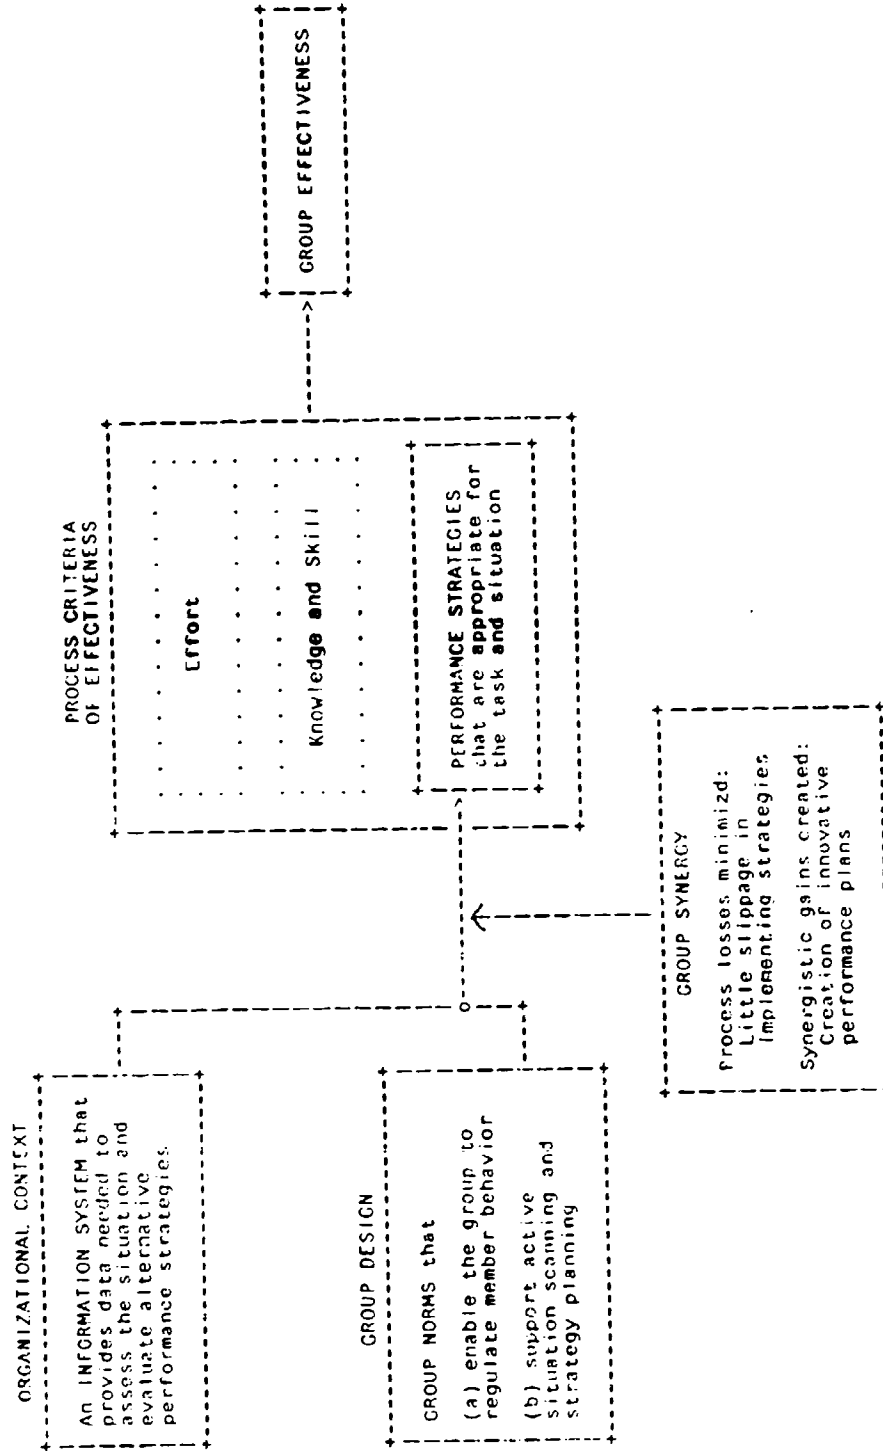 ORGANIZATIONAL CONTEXT
An INFORMATION SYSTEM that
provides data needed to
assess the situation and
evaluate alternative
performance strategies
GROUP DESIGN
GROUP NORMS that
(a) enable the group to
regulate member behavior
(b) support active
situation scanning and
strategy planning
GROUP SYNERGY
Process losses minimizd:
Little slippage in
implementing strategies
Synergistic gains created:
Creation of innovative
performance plans
PROCESS CRITERIA
OF EFFECTIVENESS
Effort
Knowledge and Skill
PERFORMANCE STRATEGIES
that are appropriate for
the task and situation
GROUP EFFECTIVENESS